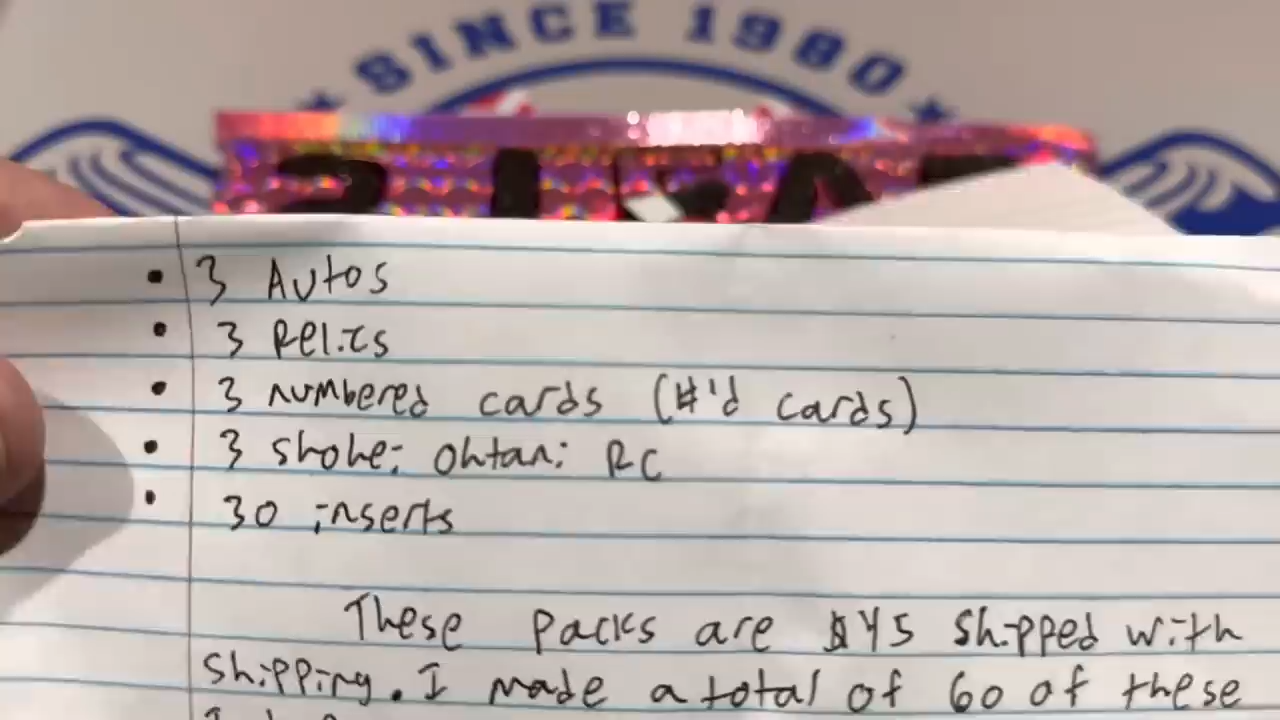 SINCE 1980
• 3 Autos
• 3 Relics
• 3 numbered cards (#'d cards)
• 3 Shohei Ohtani RC
• 30 inserts
These packs are $45 shipped with
shipping. I made a total of 60 of these